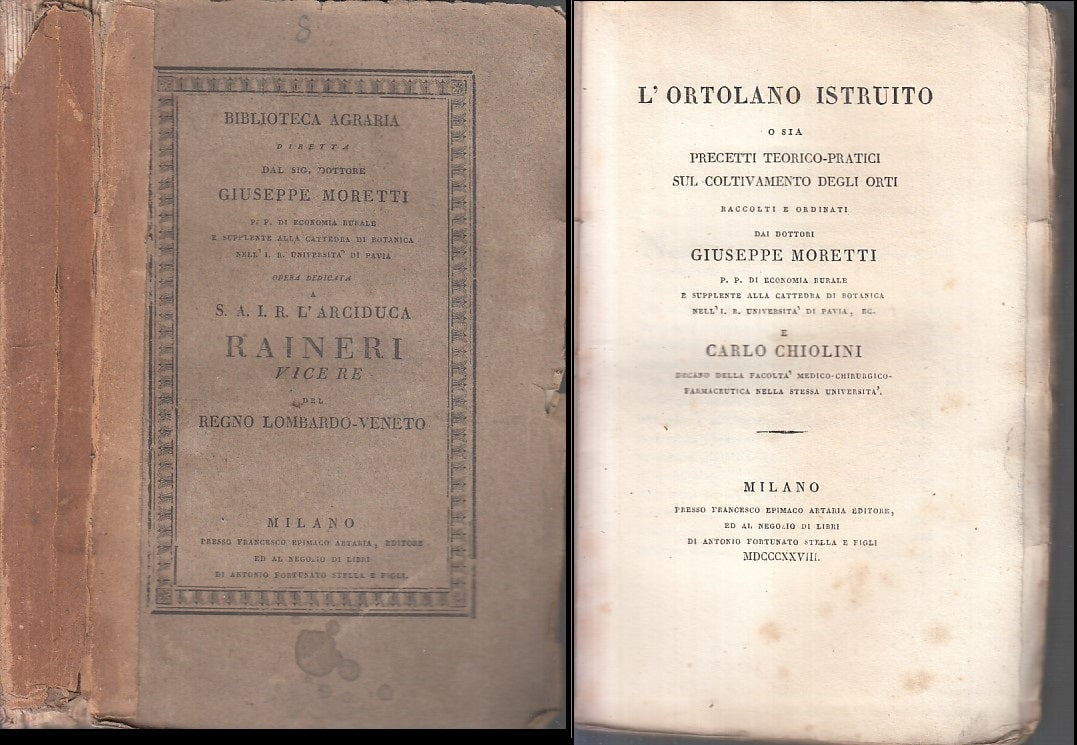 8
BIBLIOTECA AGRARIA
DIRETTA
DAL SIG. DOTTORE
GIUSEPPE MORETTI
P. P. DI ECONOMIA RURALE
E SUPPLENTE ALLA CATTEDRA DI BOTANICA
NELL' I. R. UNIVERSITA' DI PAVIA
OPERA DEDICATA
A
S. A. I. R. L'ARCIDUCA
RAINERI
VICE RE
DEL
REGNO LOMBARDO-VENETO
MILANO
PRESSO FRANCESCO EPIMACO ARTARIA, EDITORE
ED AL NEGOZIO DI LIBRI
DI ANTONIO FORTUNATO STELLA E FIGLI.
L'ORTOLANO ISTRUITO
O SIA
PRECETTI TEORICO-PRATICI
SUL COLTIVAMENTO DEGLI ORTI
RACCOLTI E ORDINATI
DAI DOTTORI
GIUSEPPE MORETTI
P. P. DI ECONOMIA RURALE
E SUPPLENTE ALLA CATTEDRA DI BOTANICA
NELL' I. R. UNIVERSITA' DI PAVIA, EC.
E
CARLO CHIOLINI
DECANO DELLA FACOLTA' MEDICO-CHIRURGICO-
FARMACEUTICA NELLA STESSA UNIVERSITA'.
MILANO
PRESSO FRANCESCO EPIMACO ARTARIA EDITORE,
ED AL NEGOZIO DI LIBRI
DI ANTONIO FORTUNATO STELLA E FIGLI
MDCCCXXVIII.